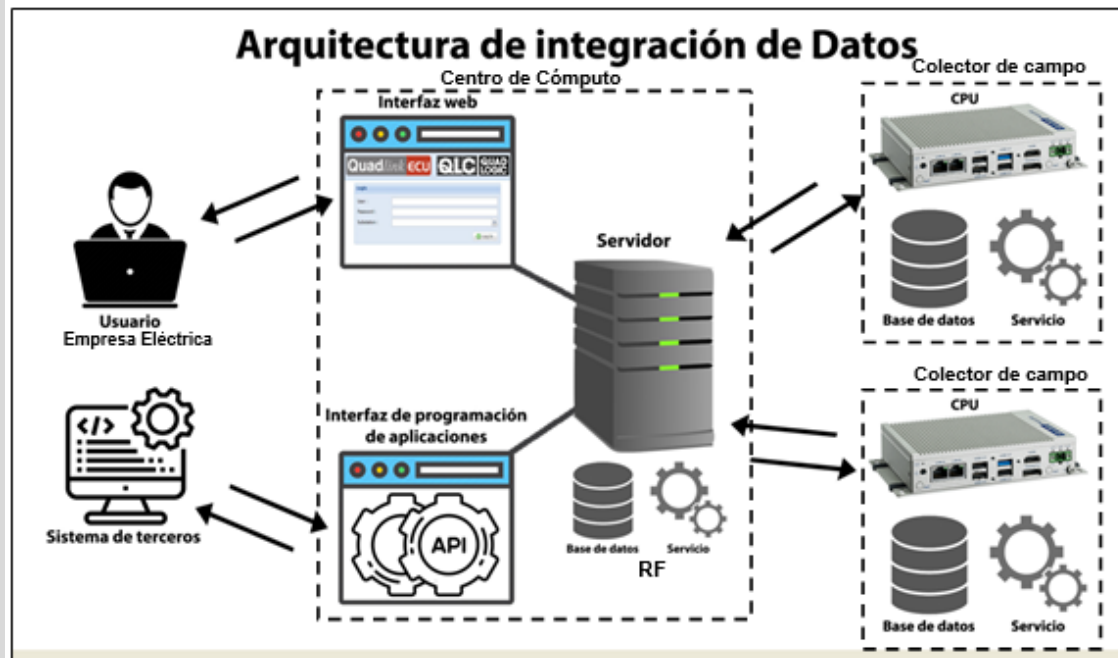 Arquitectura de integración de Datos
Centro de Cómputo
Interfaz web
Quadlink ECU QLC QUAD LOGIC
Usuario
Empresa Eléctrica
Servidor
Interfaz de programación
de aplicaciones
</>
API
Sistema de terceros
Base de datos
Servicio
RF
Colector de campo
CPU
Base de datos
Servicio
Colector de campo
CPU
Base de datos
Servicio